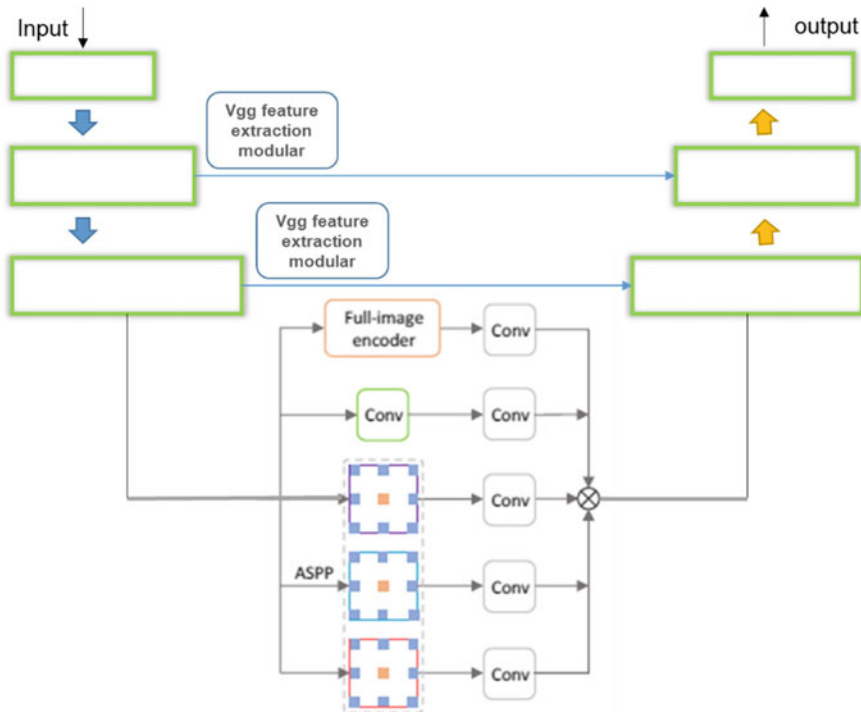 Input
output
Vgg feature
extraction
modular
Vgg feature
extraction
modular
Full-image
encoder
Conv
Conv
Conv
Conv
ASPP
Conv
Conv